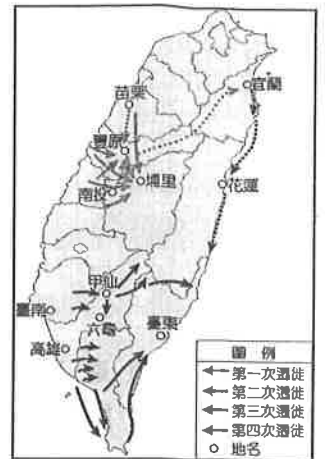 宜蘭
苗栗
豐原
埔里
南投
花蓮
甲仙
臺南
六龜
臺東
高雄
圖例
第一次遷徙
第二次遷徙
第三次遷徙
第四次遷徙
地名